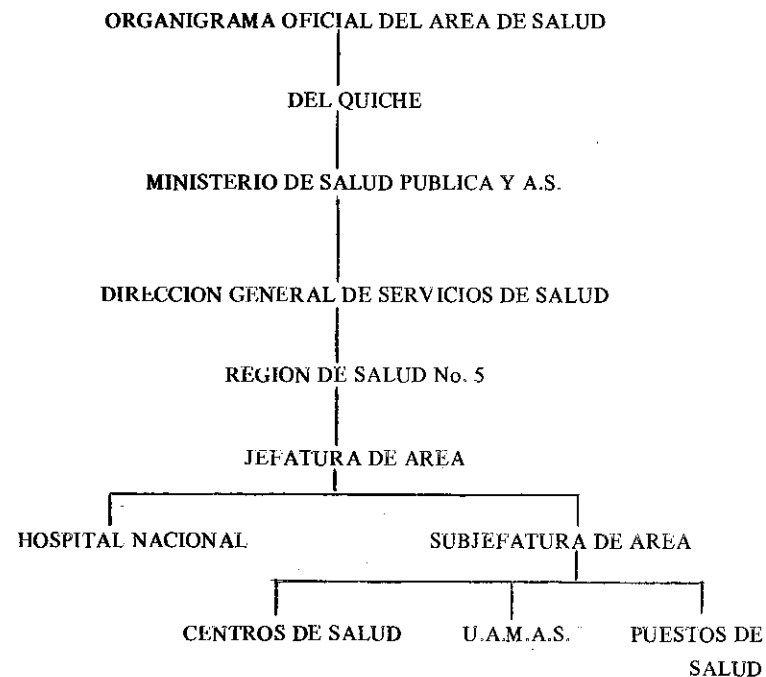 ORGANIGRAMA OFICIAL DEL AREA DE SALUD
DEL QUICHE
MINISTERIO DE SALUD PUBLICA Y A.S.
DIRECCION GENERAL DE SERVICIOS DE SALUD
REGION DE SALUD No. 5
JEFATURA DE AREA
HOSPITAL NACIONAL SUBJEFATURA DE AREA
CENTROS DE SALUD U.A.M.A.S. PUESTOS DE
SALUD